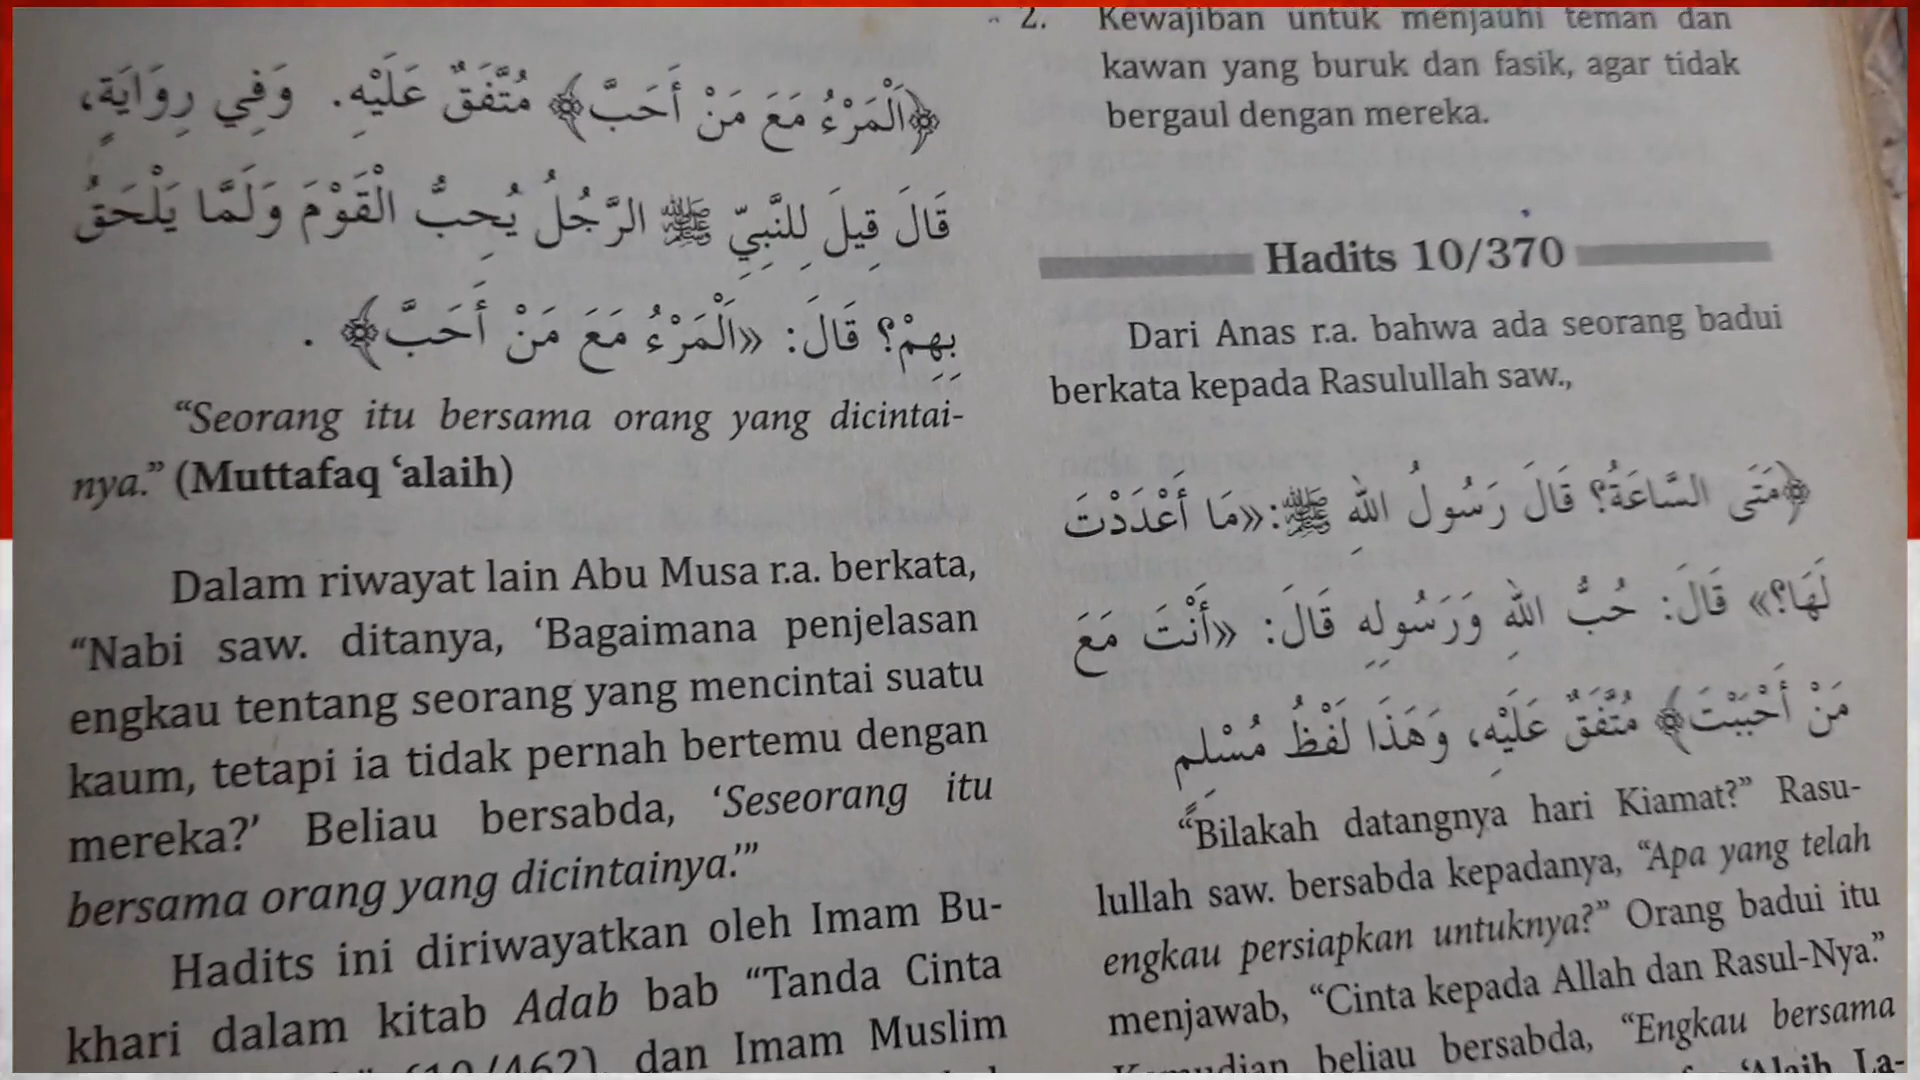 ﴿اَلْمَرْءُ مَعَ مَنْ أَحَبَّ﴾ مُتَّفَقٌ عَلَيْهِ. وَفِي رِوَايَةٍ،
قَالَ قِيلَ لِلنَّبِيِّ ﷺ الرَّجُلُ يُحِبُّ الْقَوْمَ وَلَمَّا يَلْحَقْ
بِهِمْ؟ قَالَ: «اَلْمَرْءُ مَعَ مَنْ أَحَبَّ﴾ .
“Seorang itu bersama orang yang dicintai-
nya.” (Muttafaq ‘alaih)
Dalam riwayat lain Abu Musa r.a. berkata,
“Nabi saw. ditanya, ‘Bagaimana penjelasan
engkau tentang seorang yang mencintai suatu
kaum, tetapi ia tidak pernah bertemu dengan
mereka?’ Beliau bersabda, ‘Seseorang itu
bersama orang yang dicintainya.’”
Hadits ini diriwayatkan oleh Imam Bu-
khari dalam kitab Adab bab “Tanda Cinta
(10/462), dan Imam Muslim
2. Kewajiban untuk menjauhi teman dan
kawan yang buruk dan fasik, agar tidak
bergaul dengan mereka.
Hadits 10/370
Dari Anas r.a. bahwa ada seorang badui
berkata kepada Rasulullah saw.,
﴿مَتَى السَّاعَةُ؟ قَالَ رَسُولُ اللهِ ﷺ:«مَا أَعْدَدْتَ
لَهَا؟» قَالَ: حُبُّ اللهِ وَرَسُولِهِ قَالَ: «أَنْتَ مَعَ
مَنْ أَحْبَبْتَ﴾ مُتَّفَقٌ عَلَيْهِ، وَهَذَا لَفْظُ مُسْلِمٍ
“Bilakah datangnya hari Kiamat?” Rasu-
lullah saw. bersabda kepadanya, “Apa yang telah
engkau persiapkan untuknya?” Orang badui itu
menjawab, “Cinta kepada Allah dan Rasul-Nya.”
Kemudian beliau bersabda, “Engkau bersama
‘Alaih. La-